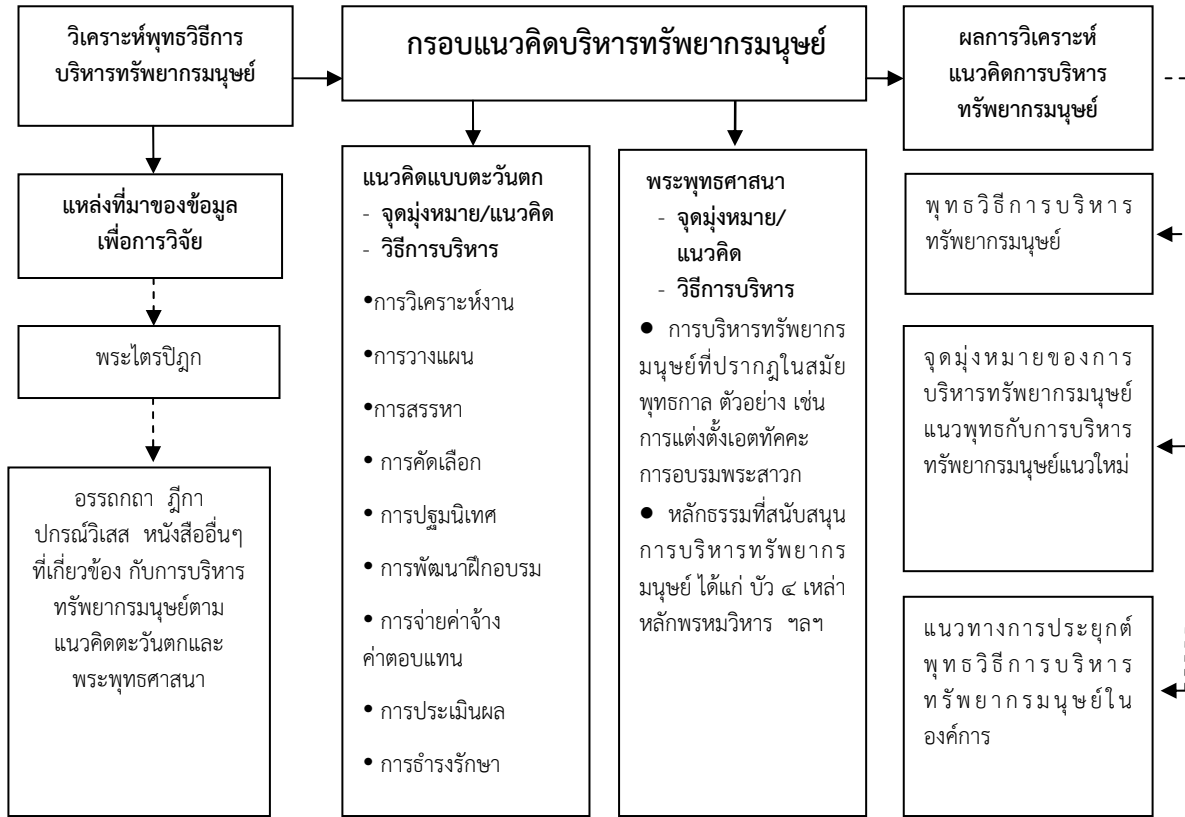 วิเคราะห์พุทธวิธีการ
บริหารทรัพยากรมนุษย์
กรอบแนวคิดบริหารทรัพยากรมนุษย์
ผลการวิเคราะห์
แนวคิดการบริหาร
ทรัพยากรมนุษย์
แหล่งที่มาของข้อมูล
เพื่อการวิจัย
พระไตรปิฎก
อรรถกถา ฎีกา
ปกรณ์วิเสส หนังสืออื่นๆ
ที่เกี่ยวข้อง กับการบริหาร
ทรัพยากรมนุษย์ตาม
แนวคิดตะวันตกและ
พระพุทธศาสนา
แนวคิดแบบตะวันตก
- จุดมุ่งหมาย/แนวคิด
- วิธีการบริหาร
•การวิเคราะห์งาน
•การวางแผน
•การสรรหา
• การคัดเลือก
• การปฐมนิเทศ
• การพัฒนาฝึกอบรม
• การจ่ายค่าจ้าง
ค่าตอบแทน
• การประเมินผล
• การธำรงรักษา
พระพุทธศาสนา
- จุดมุ่งหมาย/
แนวคิด
- วิธีการบริหาร
● การบริหารทรัพยากร
มนุษย์ที่ปรากฏในสมัย
พุทธกาล ตัวอย่าง เช่น
การแต่งตั้งเอตทัคคะ
การอบรมพระสาวก
● หลักธรรมที่สนับสนุน
การบริหารทรัพยากร
มนุษย์ ได้แก่ บัว ๔ เหล่า
หลักพรหมวิหาร ฯลฯ
พุทธวิธีการบริหาร
ทรัพยากรมนุษย์
จุดมุ่งหมายของการ
บริหารทรัพยากรมนุษย์
แนวพุทธกับการบริหาร
ทรัพยากรมนุษย์แนวใหม่
แนวทางการประยุกต์
พุทธวิธีการบริหาร
ทรัพยากรมนุษย์ใน
องค์การ